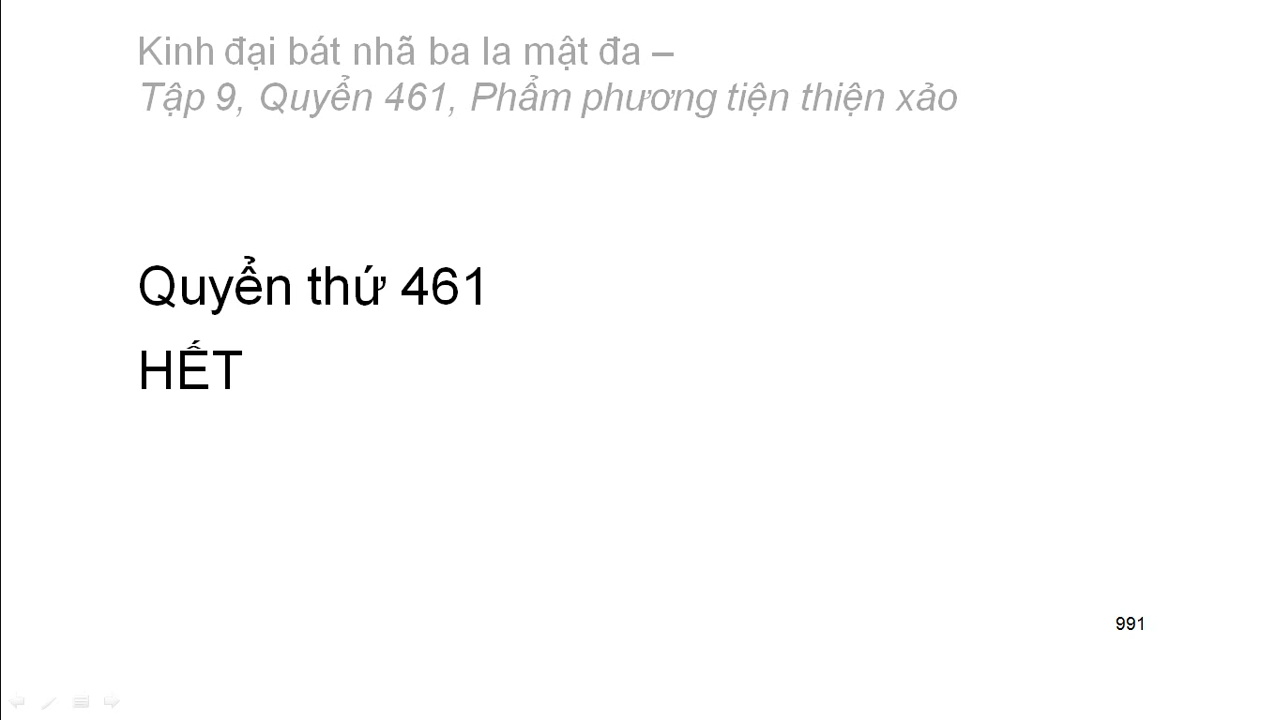 Kinh đại bát nhã ba la mật đa –
Tập 9, Quyển 461, Phẩm phương tiện thiện xảo
Quyển thứ 461
HẾT
991